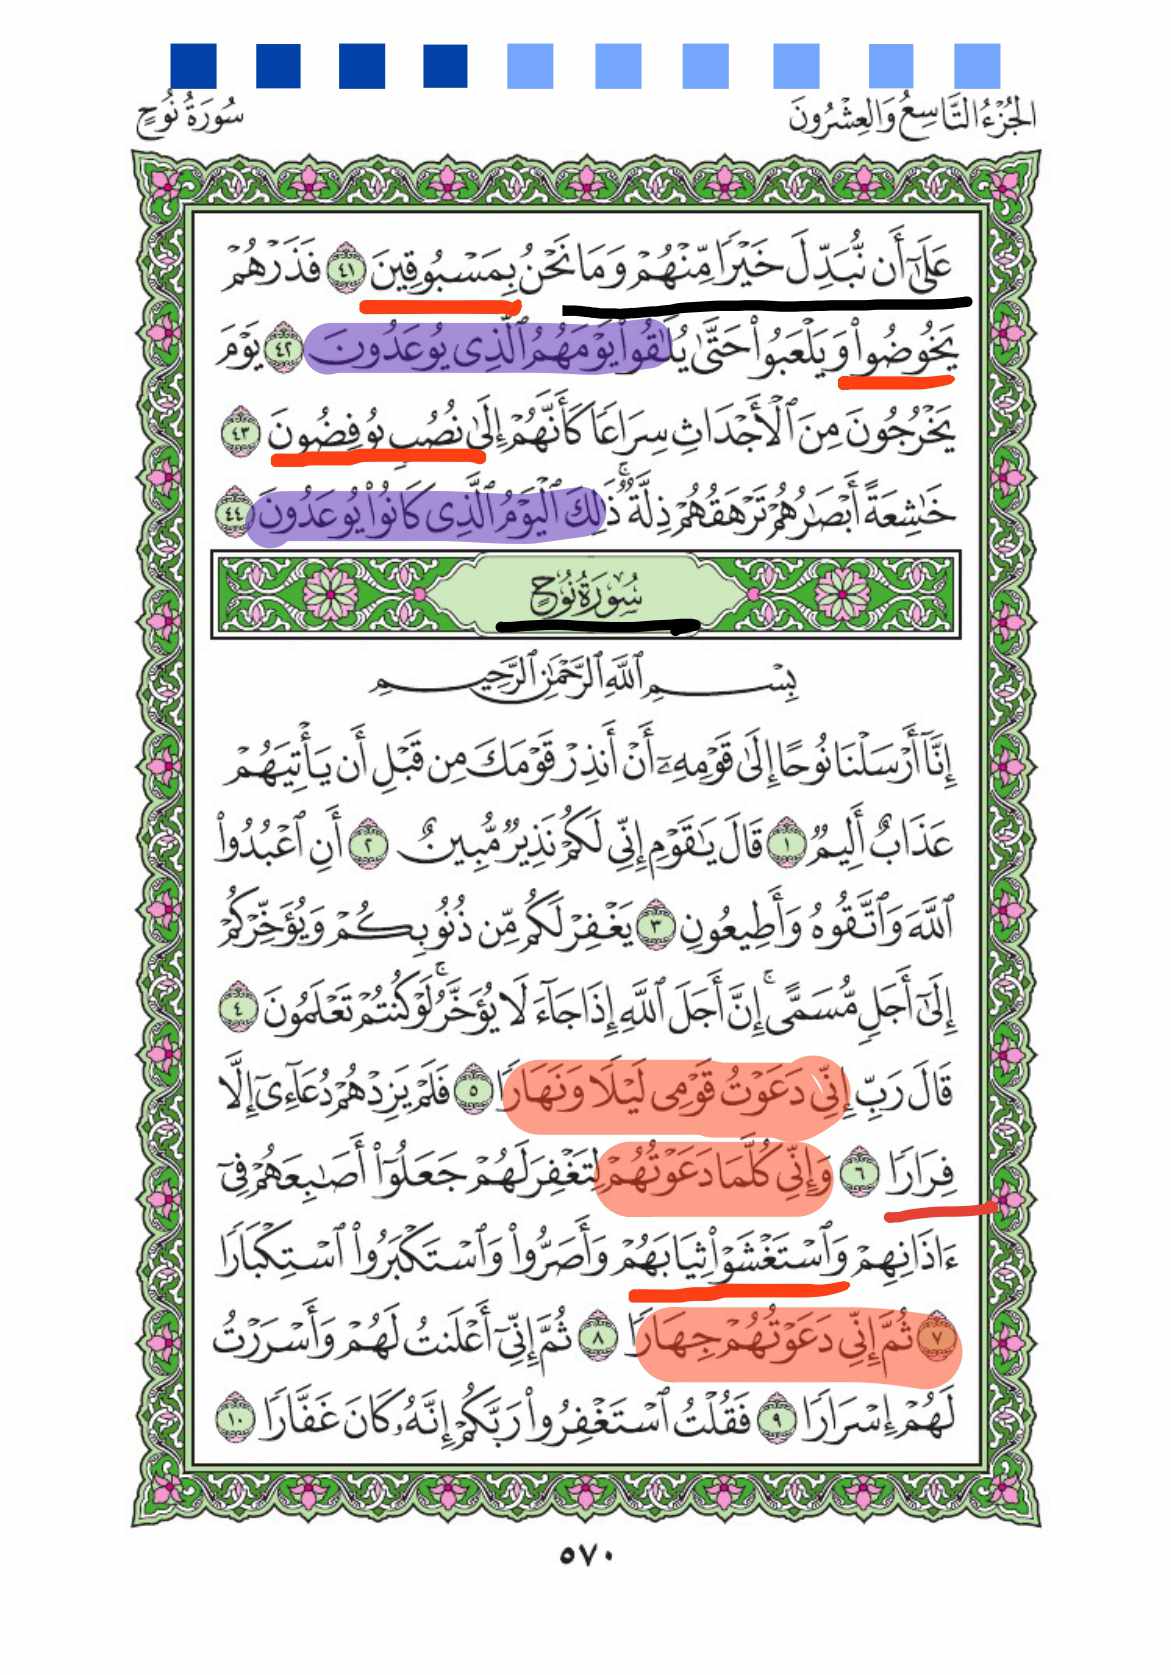 الجُزْءُ التَّاسِعُ وَالعِشْرُونَ
سُورَةُ نُوحٍ
عَلَىٰٓ أَن نُّبَدِّلَ خَيْرًا مِّنْهُمْ وَمَا نَحْنُ بِمَسْبُوقِينَ ٤١ فَذَرْهُمْ
يَخُوضُوا۟ وَيَلْعَبُوا۟ حَتَّىٰ يُلَـٰقُوا۟ يَوْمَهُمُ ٱلَّذِى يُوعَدُونَ ٤٢ يَوْمَ
يَخْرُجُونَ مِنَ ٱلْأَجْدَاثِ سِرَاعًا كَأَنَّهُمْ إِلَىٰ نُصُبٍ يُوفِضُونَ ٤٣
خَـٰشِعَةً أَبْصَـٰرُهُمْ تَرْهَقُهُمْ ذِلَّةٌ ۚ ذَٰلِكَ ٱلْيَوْمُ ٱلَّذِى كَانُوا۟ يُوعَدُونَ ٤٤
سُورَةُ نُوحٍ
بِسْمِ ٱللَّهِ ٱلرَّحْمَـٰنِ ٱلرَّحِيمِ
إِنَّآ أَرْسَلْنَا نُوحًا إِلَىٰ قَوْمِهِۦٓ أَنْ أَنذِرْ قَوْمَكَ مِن قَبْلِ أَن يَأْتِيَهُمْ
عَذَابٌ أَلِيمٌ ١ قَالَ يَـٰقَوْمِ إِنِّى لَكُمْ نَذِيرٌ مُّبِينٌ ٢ أَنِ ٱعْبُدُوا۟
ٱللَّهَ وَٱتَّقُوهُ وَأَطِيعُونِ ٣ يَغْفِرْ لَكُم مِّن ذُنُوبِكُمْ وَيُؤَخِّرْكُمْ
إِلَىٰٓ أَجَلٍ مُّسَمًّى ۚ إِنَّ أَجَلَ ٱللَّهِ إِذَا جَآءَ لَا يُؤَخَّرُ ۖ لَوْ كُنتُمْ تَعْلَمُونَ ٤
قَالَ رَبِّ إِنِّى دَعَوْتُ قَوْمِى لَيْلًا وَنَهَارًا ٥ فَلَمْ يَزِدْهُمْ دُعَآءِىٓ إِلَّا
فِرَارًا ٦ وَإِنِّى كُلَّمَا دَعَوْتُهُمْ لِتَغْفِرَ لَهُمْ جَعَلُوٓا۟ أَصَـٰبِعَهُمْ فِىٓ
ءَاذَانِهِمْ وَٱسْتَغْشَوْا۟ ثِيَابَهُمْ وَأَصَرُّوا۟ وَٱسْتَكْبَرُوا۟ ٱسْتِكْبَارًا
٧ ثُمَّ إِنِّى دَعَوْتُهُمْ جِهَارًا ٨ ثُمَّ إِنِّىٓ أَعْلَنتُ لَهُمْ وَأَسْرَرْتُ
لَهُمْ إِسْرَارًا ٩ فَقُلْتُ ٱسْتَغْفِرُوا۟ رَبَّكُمْ إِنَّهُۥ كَانَ غَفَّارًا ١٠
٥٧٠